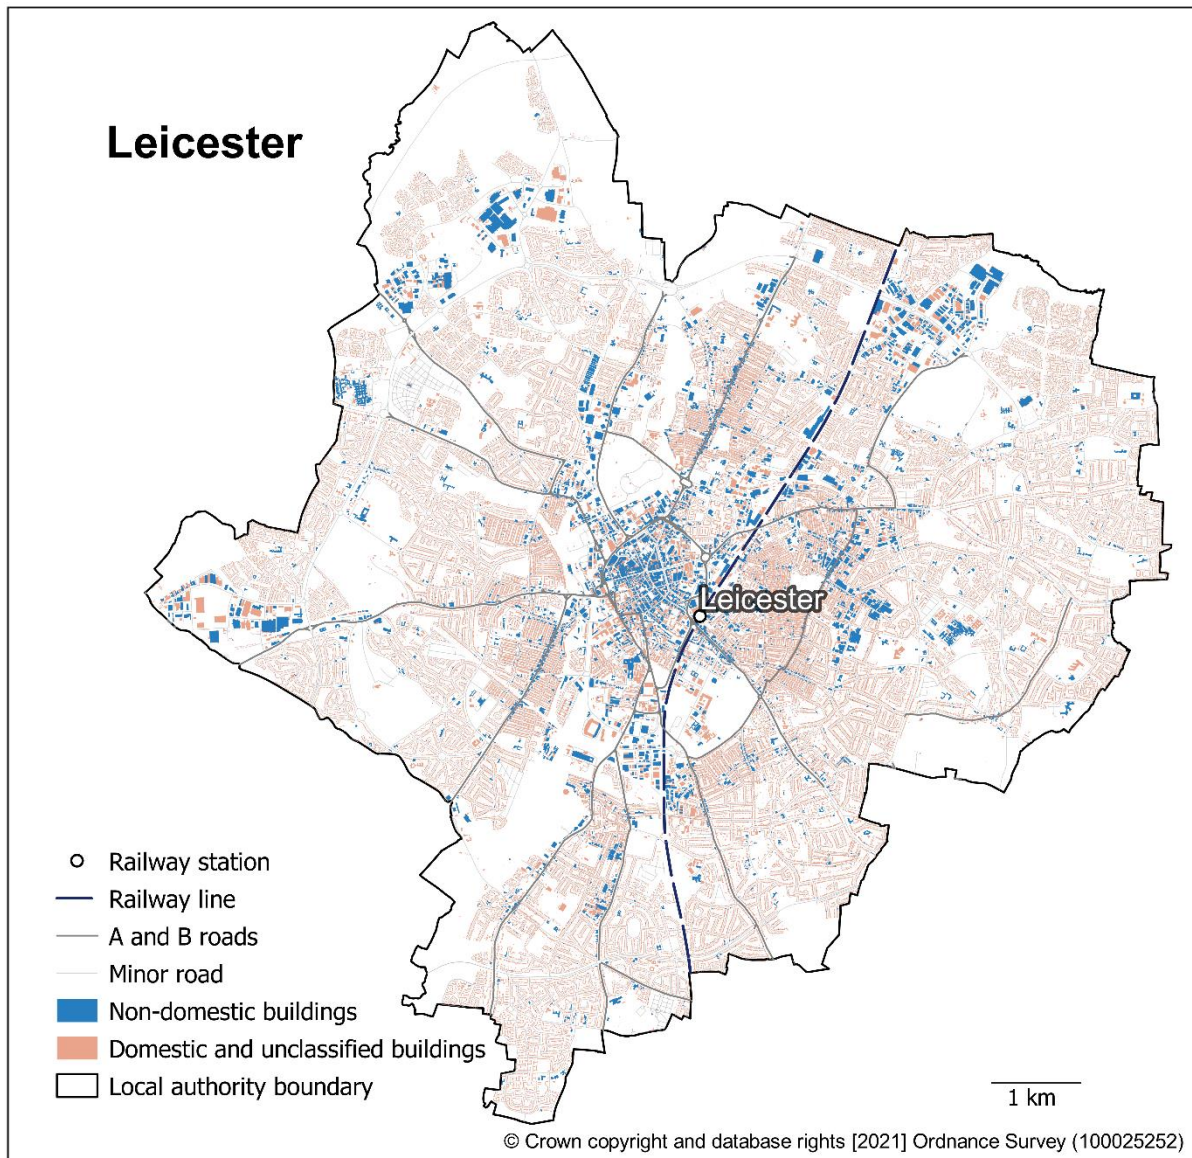 Leicester
Leicester
Railway station
Railway line
A and B roads
Minor road
Non-domestic buildings
Domestic and unclassified buildings
Local authority boundary
1 km
© Crown copyright and database rights [2021] Ordnance Survey (100025252)